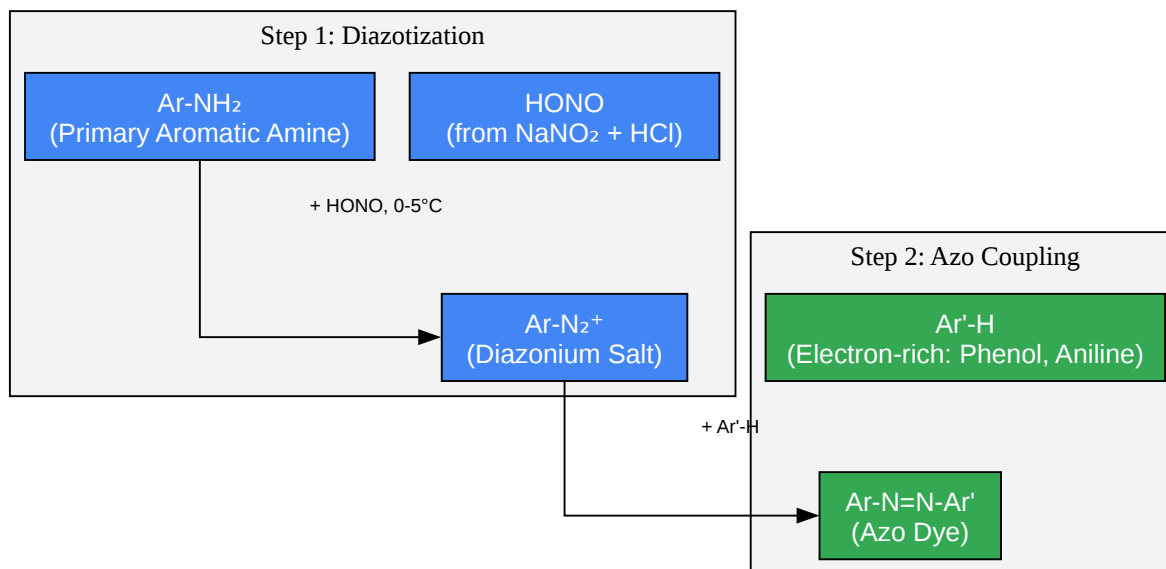 Step 1: Diazotization
Ar-NH₂
(Primary Aromatic Amine)
HONO
(from NaNO₂ + HCl)
+ HONO, 0-5°C
Ar-N₂⁺
(Diazonium Salt)
Step 2: Azo Coupling
Ar'-H
(Electron-rich: Phenol, Aniline)
+ Ar'-H
Ar-N=N-Ar'
(Azo Dye)